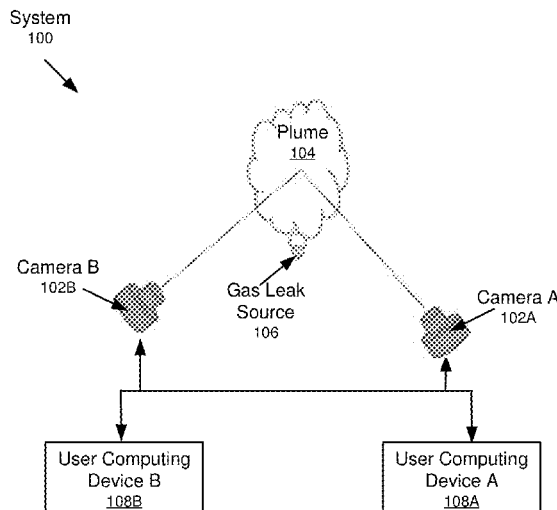 System
100
Plume
104
Camera B
102B
Gas Leak
Source
106
Camera A
102A
User Computing
Device B
108B
User Computing
Device A
108A